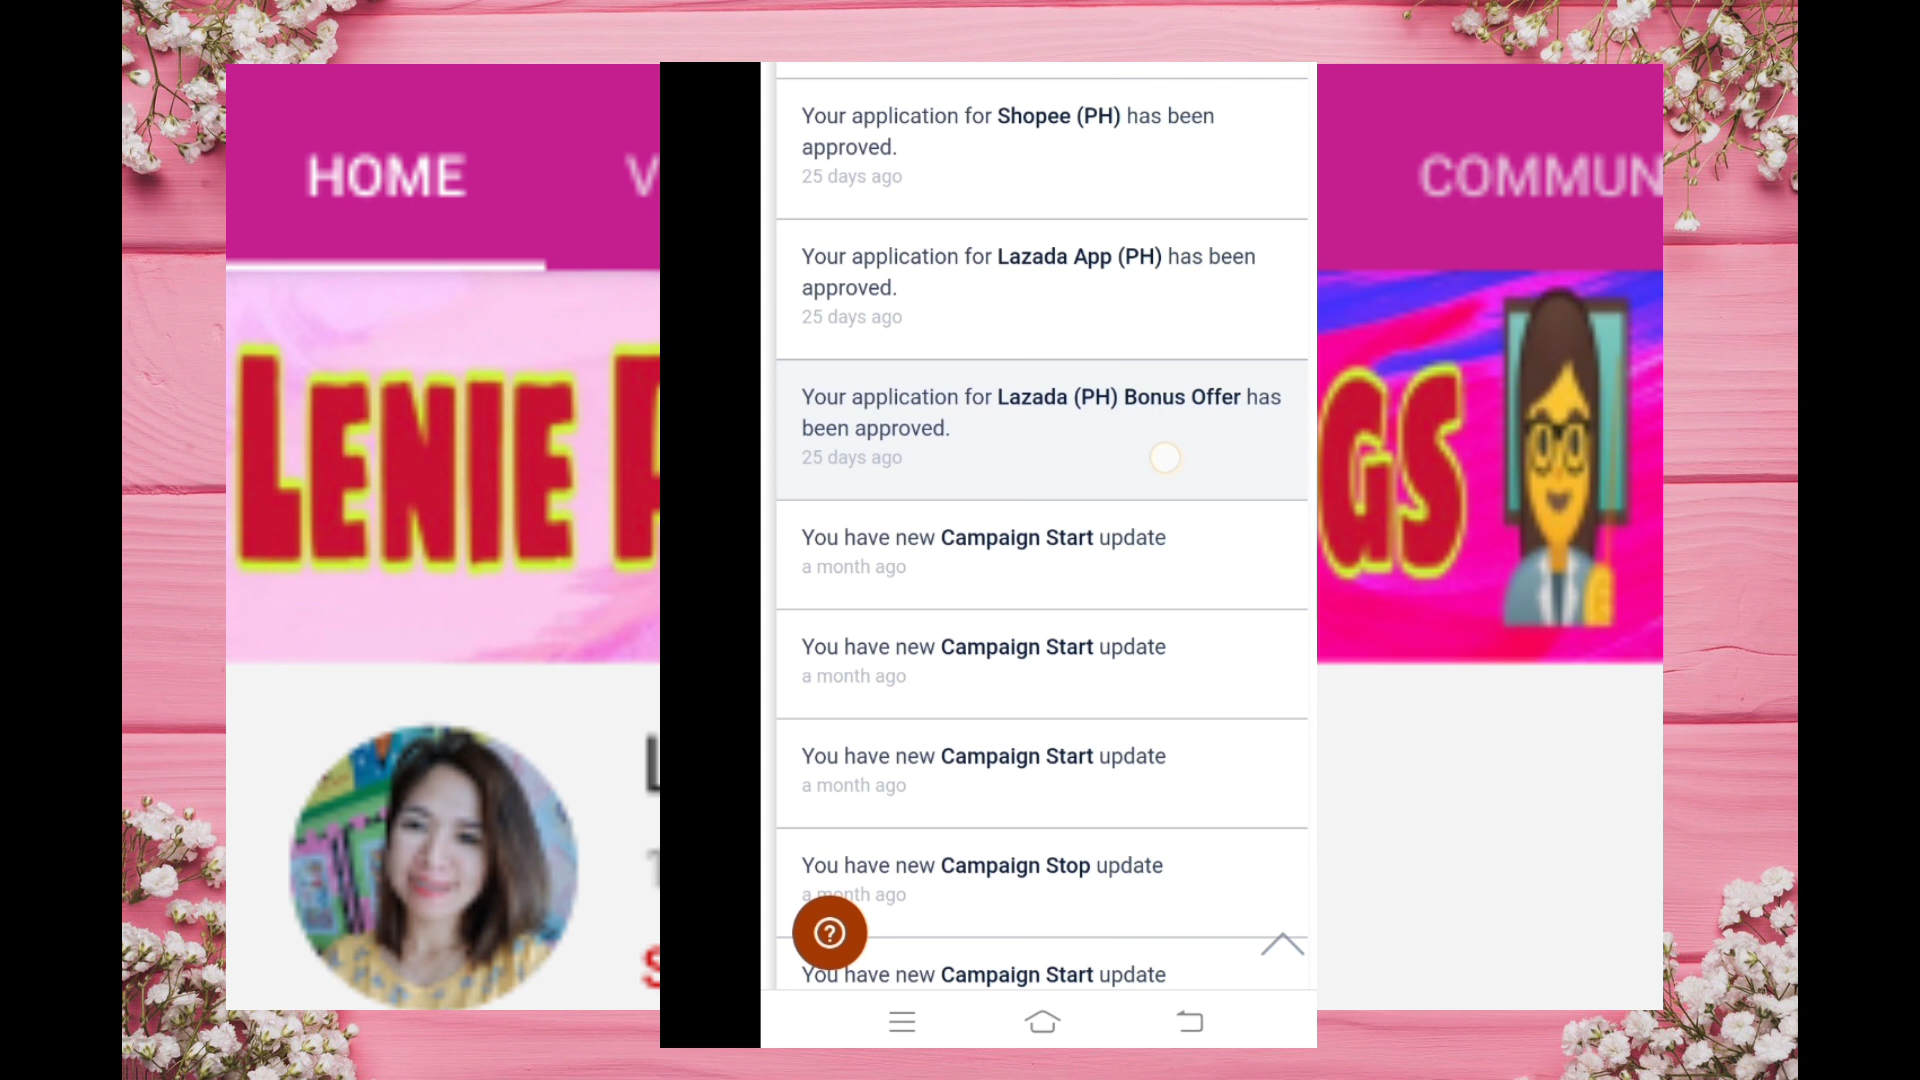 HOME
COMMUN
LENIE
GS
Your application for Shopee (PH) has been
approved.
25 days ago
Your application for Lazada App (PH) has been
approved.
25 days ago
Your application for Lazada (PH) Bonus Offer has
been approved.
25 days ago
You have new Campaign Start update
a month ago
You have new Campaign Start update
a month ago
You have new Campaign Start update
a month ago
You have new Campaign Stop update
a month ago
You have new Campaign Start update